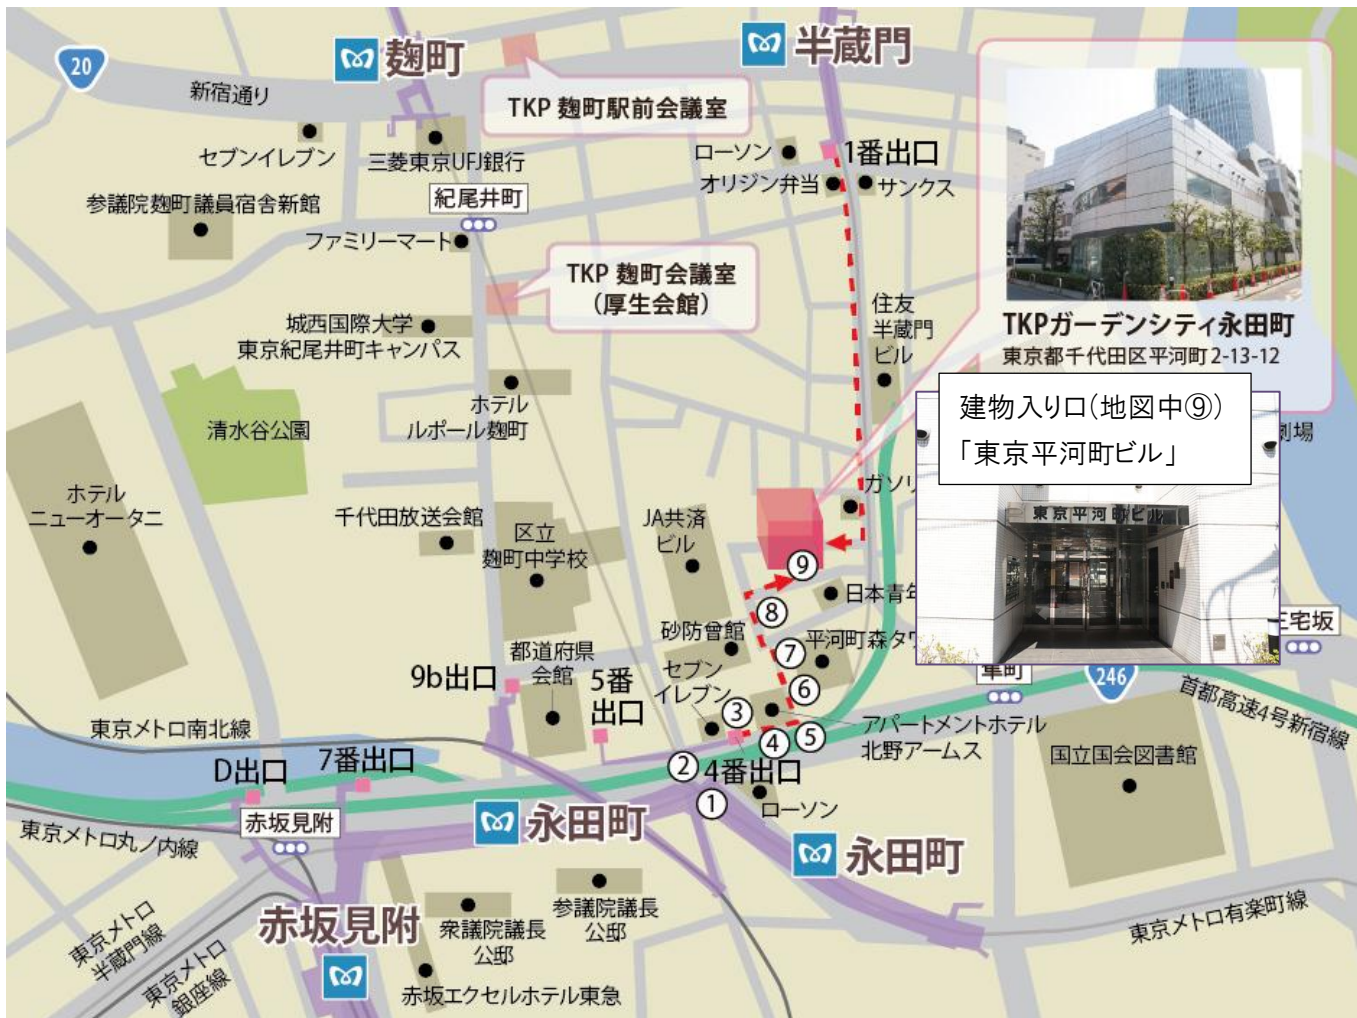 20
新宿通り
麹町
半蔵門
TKP 麹町駅前会議室
セブンイレブン
三菱東京UFJ銀行
ローソン
1番出口
オリジン弁当
サンクス
参議院麹町議員宿舎新館
紀尾井町
ファミリーマート
TKP 麹町会議室
（厚生会館）
城西国際大学
東京紀尾井町キャンパス
住友
半蔵門
ビル
TKPガーデンシティ永田町
東京都千代田区平河町2-13-12
建物入り口(地図中⑨)
「東京平河町ビル」
劇場
東京平河町ビル
ホテル
ルポール麹町
清水谷公園
ホテル
ニューオータニ
千代田放送会館
区立
麹町中学校
JA共済
ビル
ガソリ
⑨
日本青年
⑧
砂防會館
⑦
平河町森タワ
都道府県
会館
9b出口
5番
出口
セブン
イレブン
⑥
③
④
⑤
アパートメントホテル
北野アームス
三宅坂
隼町
246
首都高速4号新宿線
国立国会図書館
東京メトロ南北線
D出口
7番出口
②
4番出口
①
ローソン
赤坂見附
永田町
永田町
東京メトロ丸ノ内線
赤坂見附
衆議院議長
公邸
参議院議長
公邸
東京メトロ有楽町線
東京メトロ
半蔵門線
東京メトロ
銀座線
赤坂エクセルホテル東急